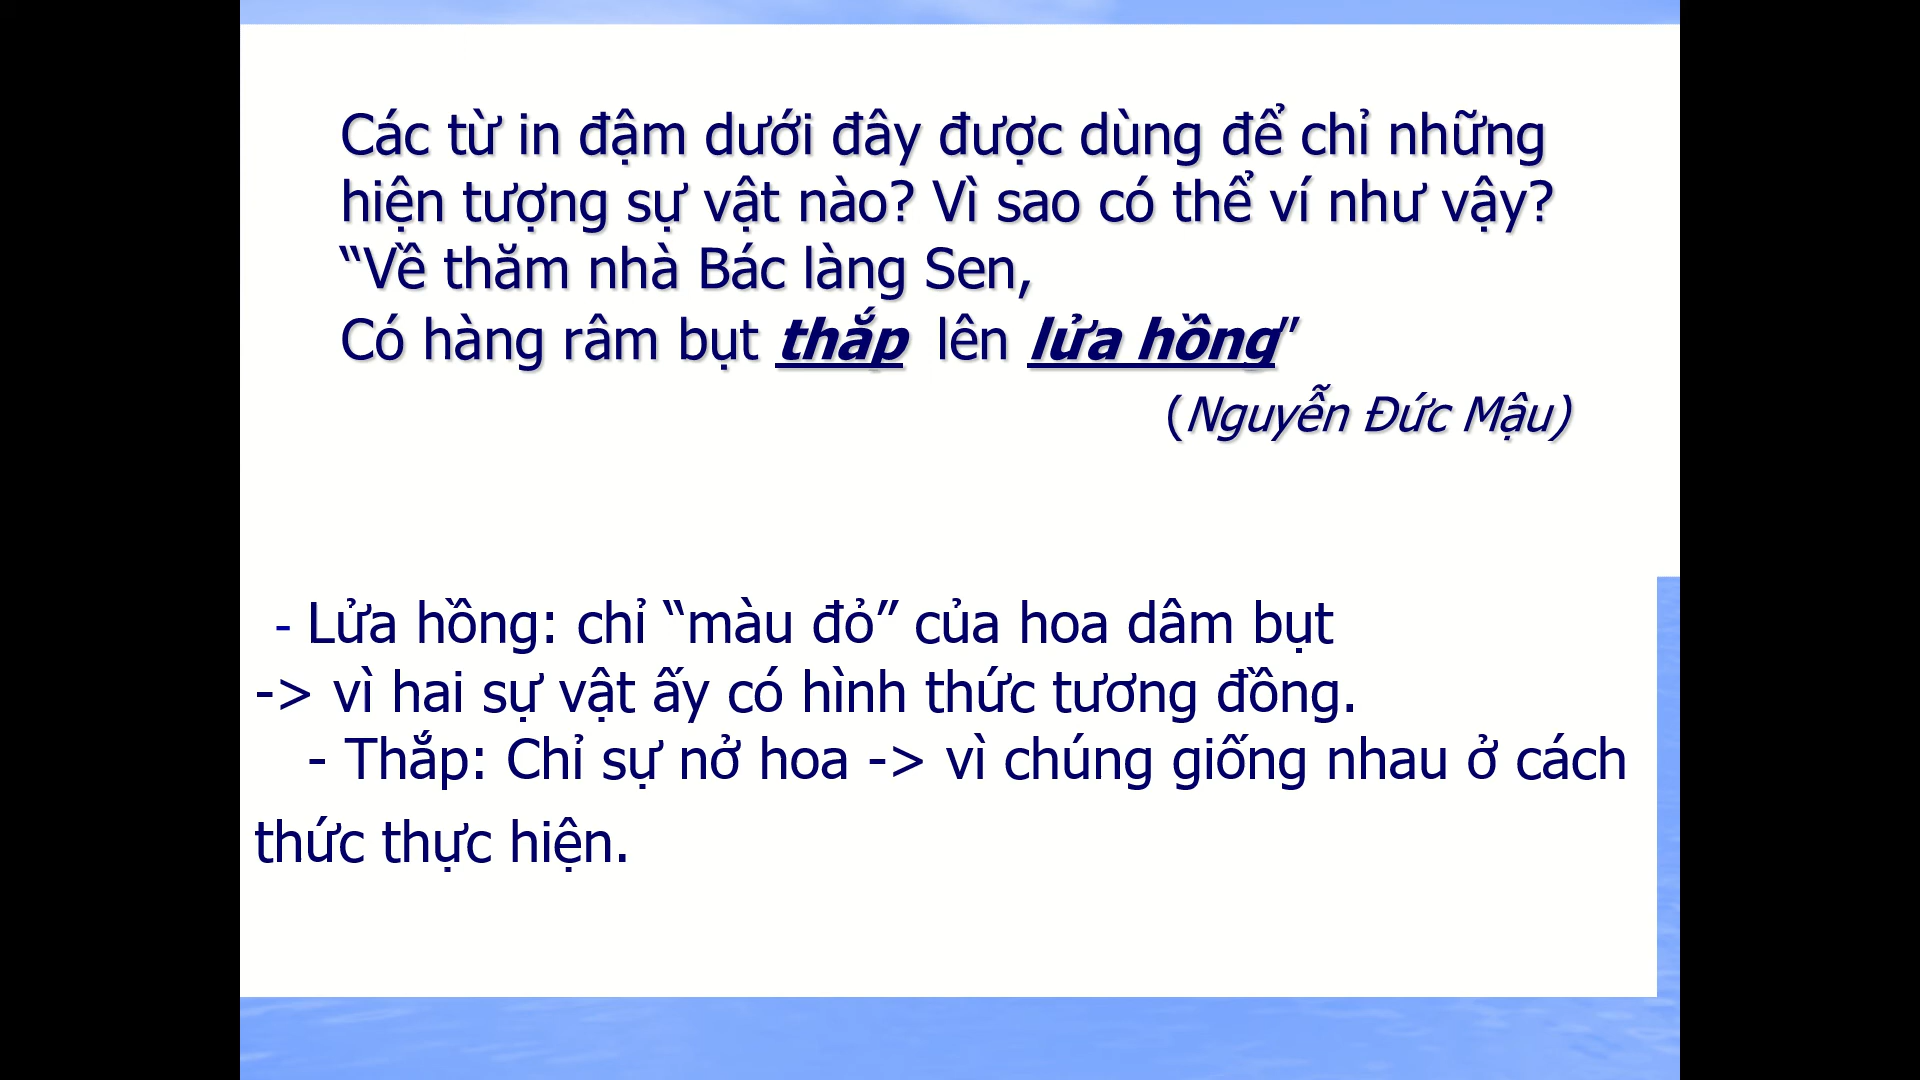 Các từ in đậm dưới đây được dùng để chỉ những
hiện tượng sự vật nào? Vì sao có thể ví như vậy?
“Về thăm nhà Bác làng Sen,
Có hàng râm bụt thắp lên lửa hồng”
(Nguyễn Đức Mậu)
- Lửa hồng: chỉ “màu đỏ” của hoa dâm bụt
-> vì hai sự vật ấy có hình thức tương đồng.
- Thắp: Chỉ sự nở hoa -> vì chúng giống nhau ở cách
thức thực hiện.